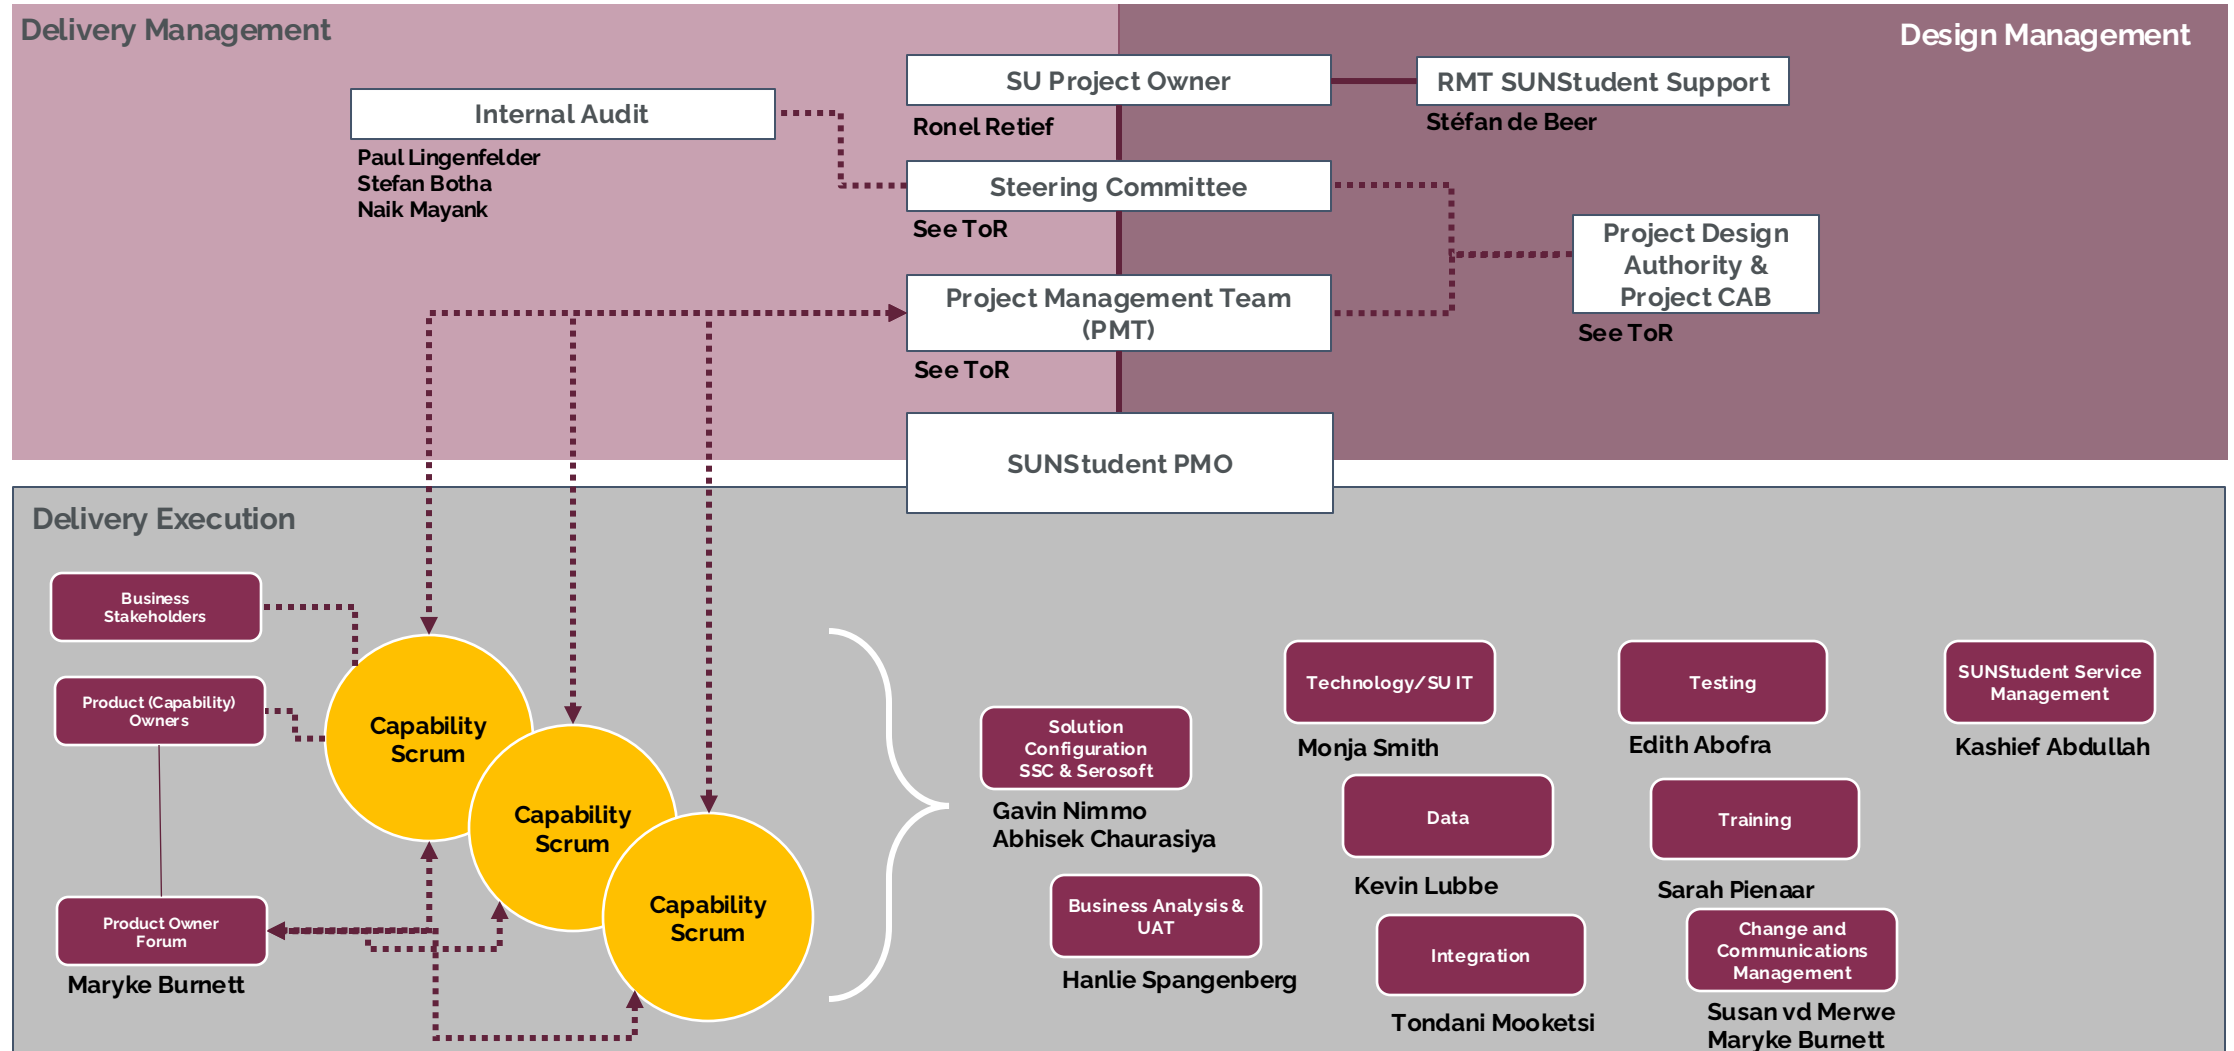 Delivery Management
Design Management
SU Project Owner
Ronel Retief
RMT SUNStudent Support
Stéfan de Beer
Internal Audit
Paul Lingenfelder
Stefan Botha
Naik Mayank
Steering Committee
See ToR
Project Design
Authority &
Project CAB
See ToR
Project Management Team
(PMT)
See ToR
SUNStudent PMO
Delivery Execution
Business
Stakeholders
Product (Capability)
Owners
Product Owner
Forum
Maryke Burnett
Capability
Scrum
Capability
Scrum
Capability
Scrum
Solution
Configuration
SSC & Serosoft
Gavin Nimmo
Abhisek Chaurasiya
Business Analysis &
UAT
Hanlie Spangenberg
Technology/SU IT
Monja Smith
Data
Kevin Lubbe
Integration
Tondani Mooketsi
Testing
Edith Abofra
Training
Sarah Pienaar
Change and
Communications
Management
Susan vd Merwe
Maryke Burnett
SUNStudent Service
Management
Kashief Abdullah